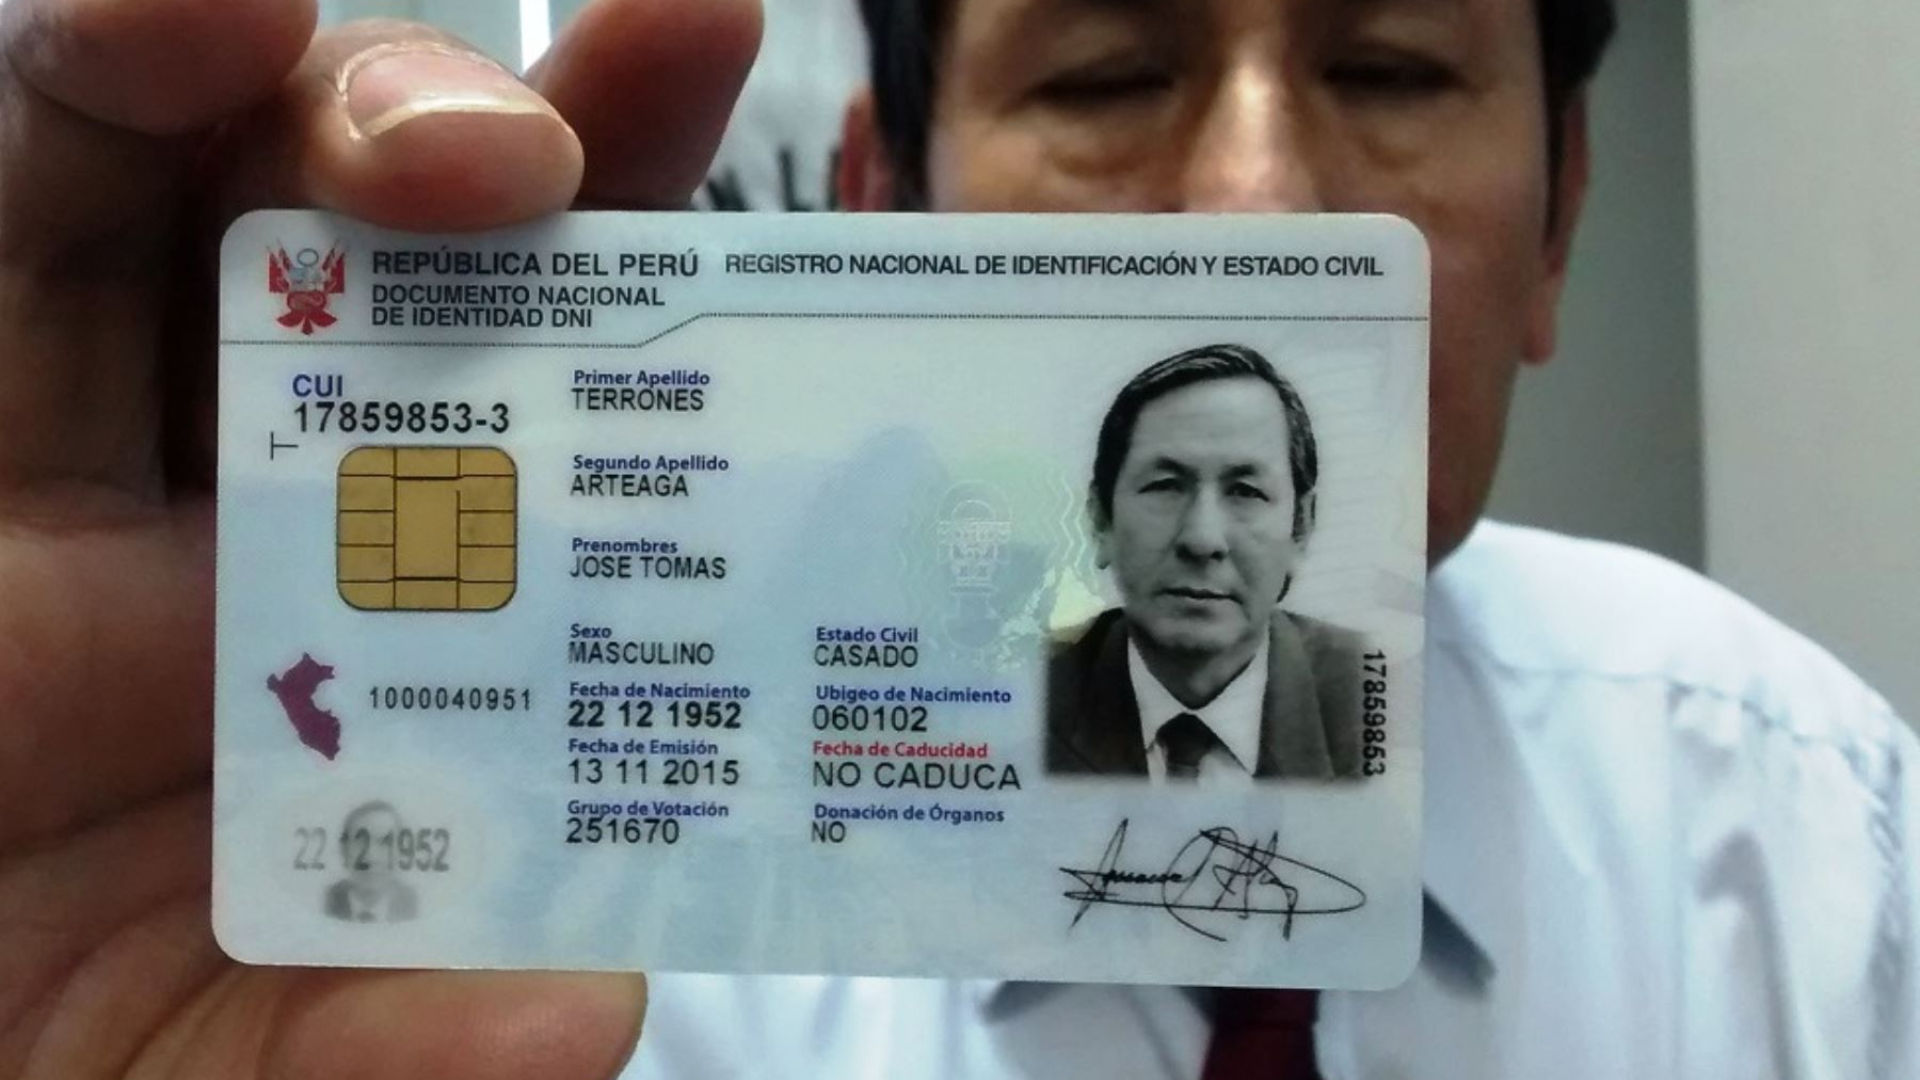 REPÚBLICA DEL PERÚ REGISTRO NACIONAL DE IDENTIFICACIÓN Y ESTADO CIVIL
DOCUMENTO NACIONAL
DE IDENTIDAD DNI
CUI
17859853-3
Primer Apellido
TERRONES
Segundo Apellido
ARTEAGA
Prenombres
JOSE TOMAS
Sexo
MASCULINO
Estado Civil
CASADO
1000040951
Fecha de Nacimiento
22 12 1952
Ubigeo de Nacimiento
060102
Fecha de Emisión
13 11 2015
Fecha de Caducidad
NO CADUCA
Grupo de Votación
251670
Donación de Órganos
NO
22 12 1952
17859853